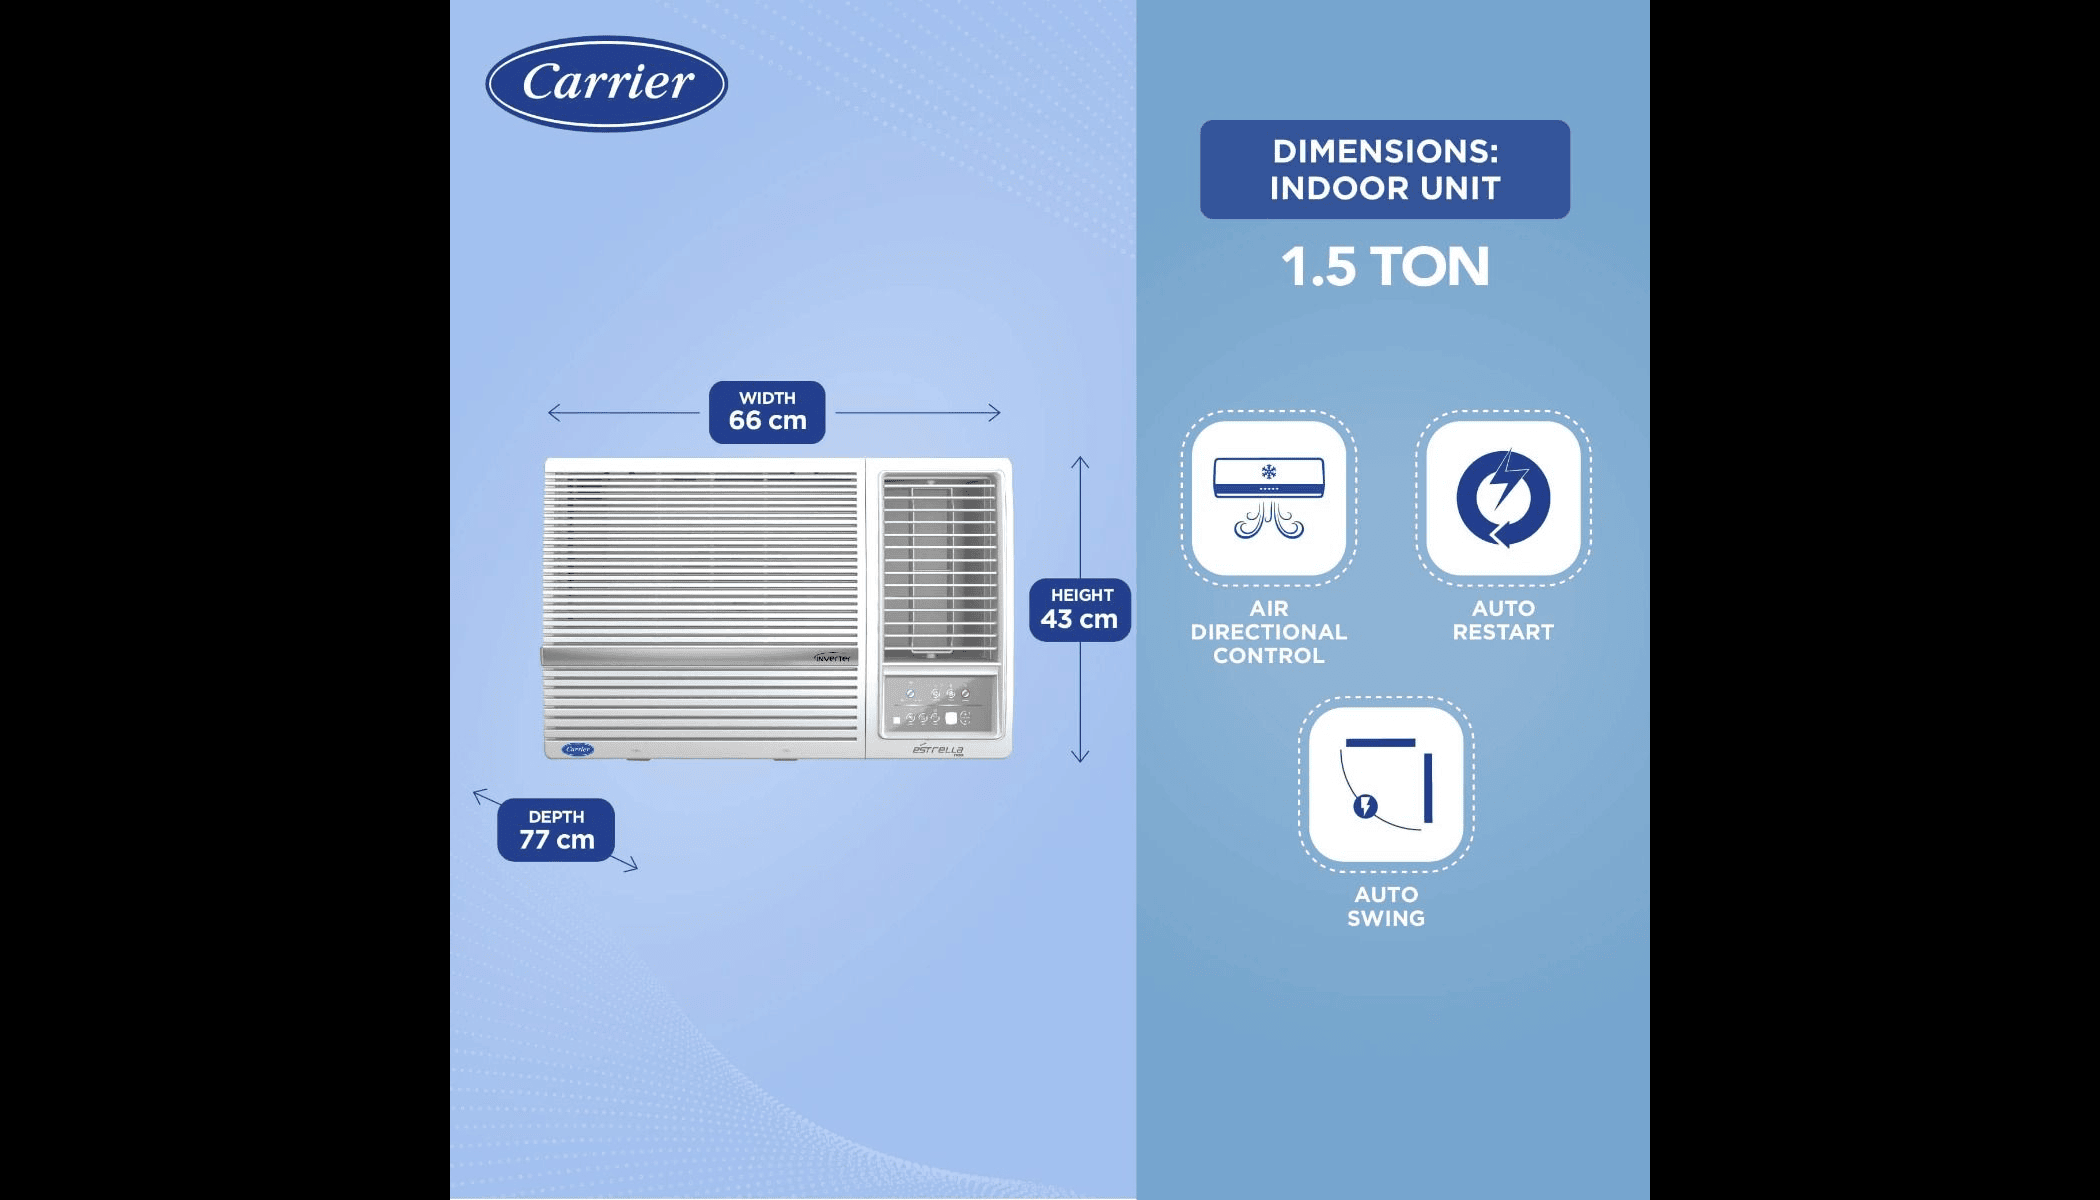 Carrier
DIMENSIONS:
INDOOR UNIT
1.5 TON
WIDTH
66 cm
HEIGHT
43 cm
inverter
Carrier
ESTRELLA
DEPTH
77 cm
AIR
DIRECTIONAL
CONTROL
AUTO
RESTART
AUTO
SWING